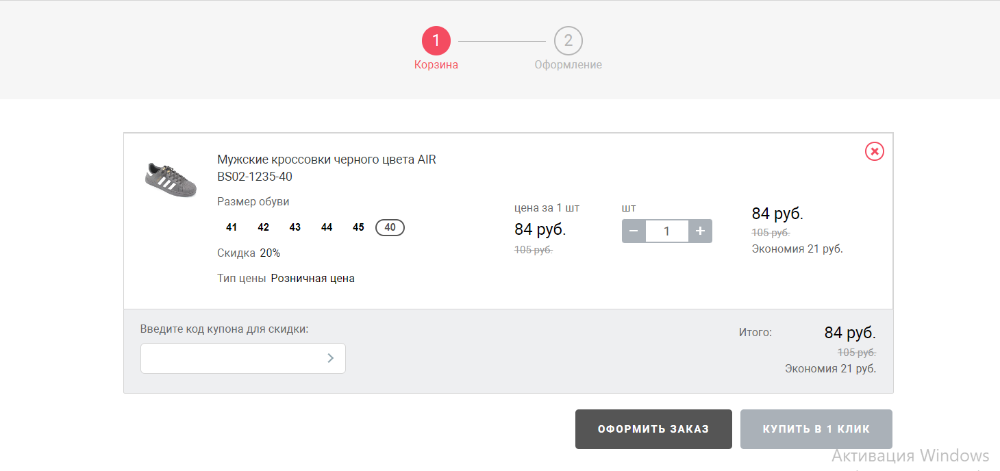 1
2
Корзина
Оформление
Мужские кроссовки черного цвета AIR
BS02-1235-40
Размер обуви
41 42 43 44 45 40
Скидка 20%
Тип цены Розничная цена
цена за 1 шт
84 руб.
105 руб.
шт
− 1 +
84 руб.
105 руб.
Экономия 21 руб.
Введите код купона для скидки:
Итого: 84 руб.
105 руб.
Экономия 21 руб.
ОФОРМИТЬ ЗАКАЗ
КУПИТЬ В 1 КЛИК
Активация Windows